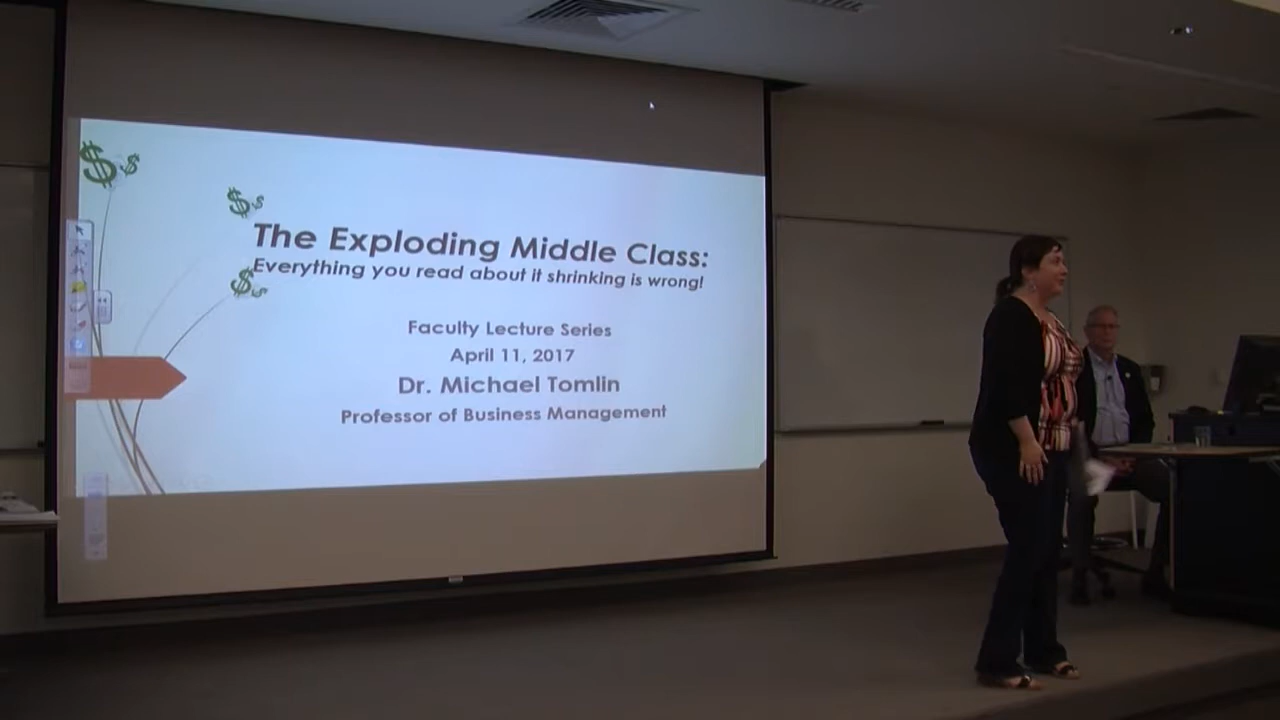 $ $
$ $
The Exploding Middle Class:
Everything you read about it shrinking is wrong!
$ $
Faculty Lecture Series
April 11, 2017
Dr. Michael Tomlin
Professor of Business Management